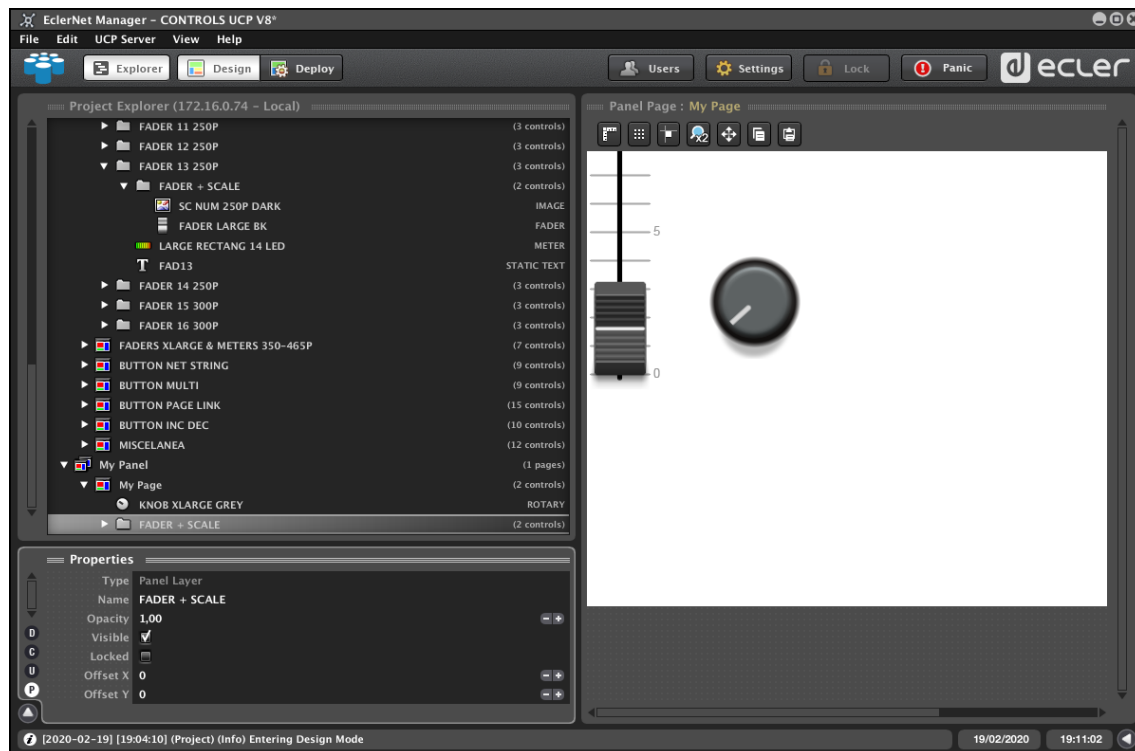 EclerNet Manager - CONTROLS UCP V8*
File Edit UCP Server View Help
Explorer Design Deploy Users Settings Lock Panic ecler
Project Explorer (172.16.0.74 - Local)
FADER 11 250P (3 controls)
FADER 12 250P (3 controls)
FADER 13 250P (3 controls)
FADER + SCALE (2 controls)
SC NUM 250P DARK IMAGE
FADER LARGE BK FADER
LARGE RECTANG 14 LED METER
T FAD13 STATIC TEXT
FADER 14 250P (3 controls)
FADER 15 300P (3 controls)
FADER 16 300P (3 controls)
FADERS XLARGE & METERS 350-465P (7 controls)
BUTTON NET STRING (9 controls)
BUTTON MULTI (9 controls)
BUTTON PAGE LINK (15 controls)
BUTTON INC DEC (10 controls)
MISCELANEA (12 controls)
My Panel (1 pages)
My Page (2 controls)
KNOB XLARGE GREY ROTARY
FADER + SCALE (2 controls)
Panel Page : My Page
x2
5
0
Properties
Type Panel Layer
Name FADER + SCALE
Opacity 1,00
Visible
Locked
Offset X 0
Offset Y 0
D
C
U
P
[2020-02-19] [19:04:10] (Project) (Info) Entering Design Mode 19/02/2020 19:11:02